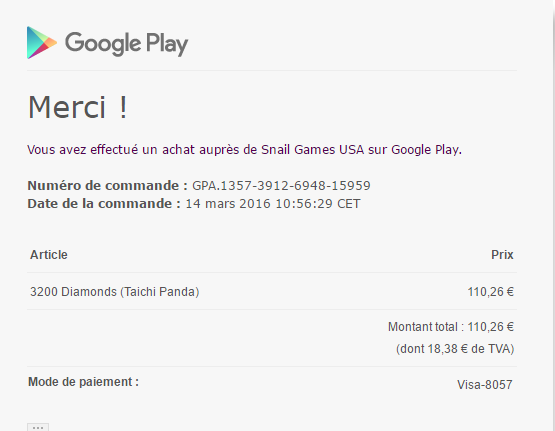 Google Play
Merci !
Vous avez effectué un achat auprès de Snail Games USA sur Google Play.
Numéro de commande : GPA.1357-3912-6948-15959
Date de la commande : 14 mars 2016 10:56:29 CET
Article Prix
3200 Diamonds (Taichi Panda) 110,26 €
Montant total : 110,26 €
(dont 18,38 € de TVA)
Mode de paiement : Visa-8057